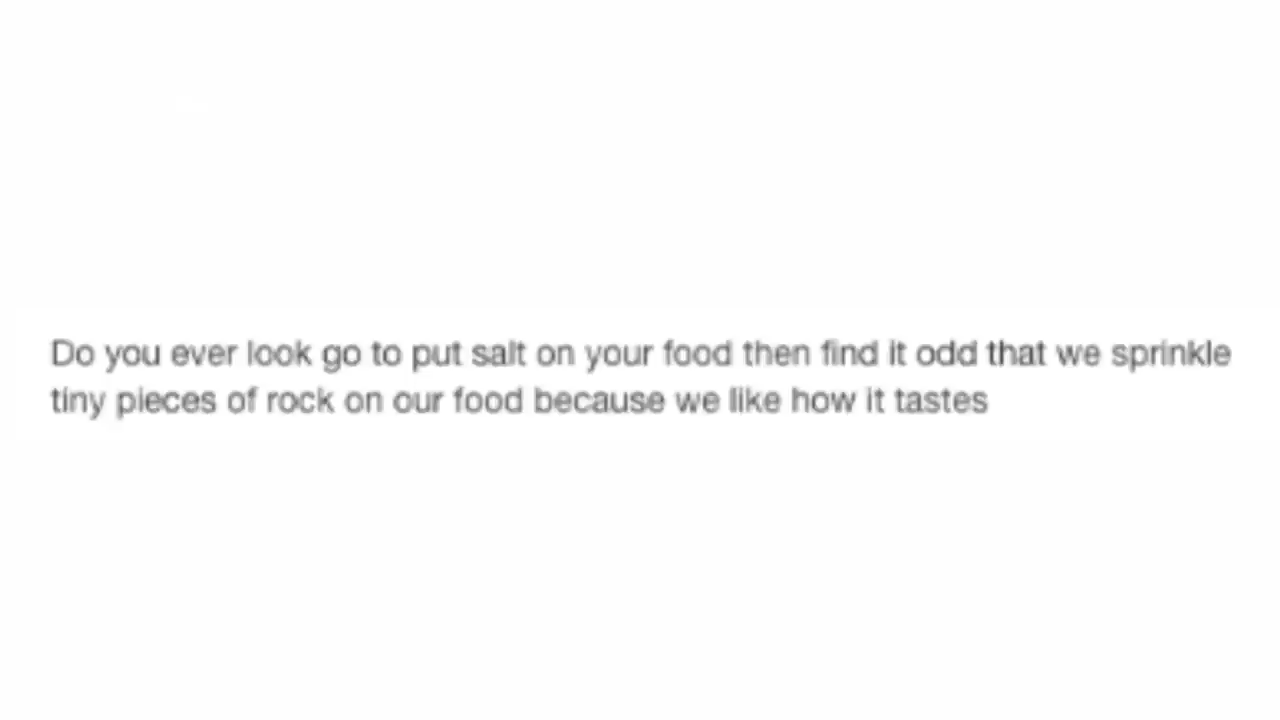 Do you ever look go to put salt on your food then find it odd that we sprinkle
tiny pieces of rock on our food because we like how it tastes